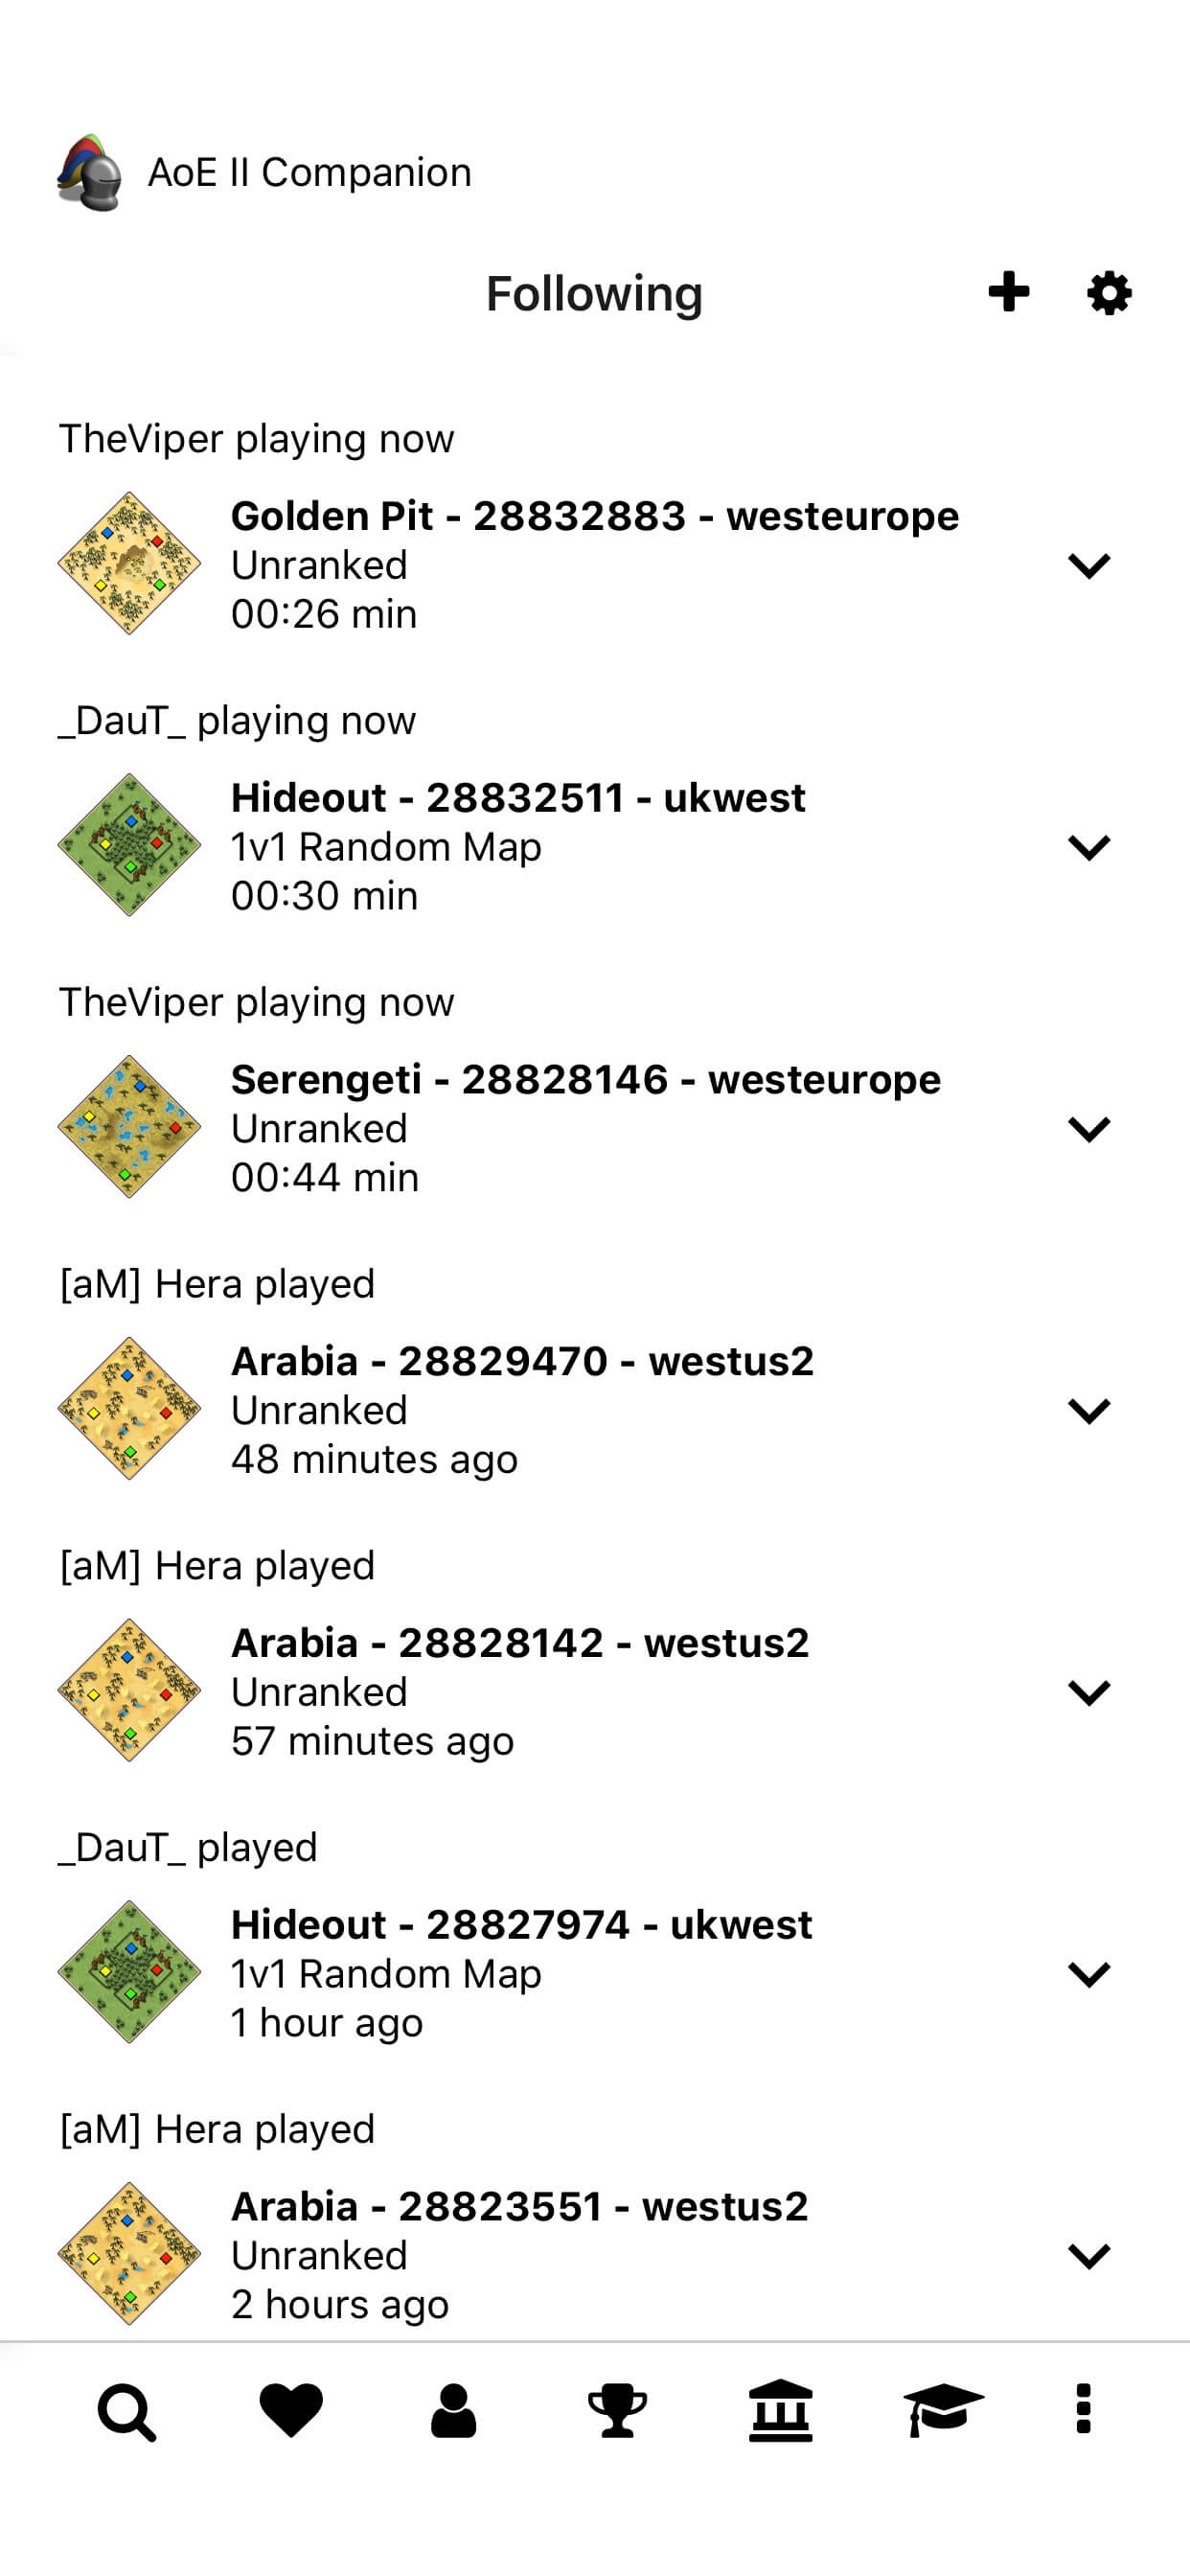 AoE II Companion
Following
TheViper playing now
Golden Pit - 28832883 - westeurope
Unranked
00:26 min
_DauT_ playing now
Hideout - 28832511 - ukwest
1v1 Random Map
00:30 min
TheViper playing now
Serengeti - 28828146 - westeurope
Unranked
00:44 min
[aM] Hera played
Arabia - 28829470 - westus2
Unranked
48 minutes ago
[aM] Hera played
Arabia - 28828142 - westus2
Unranked
57 minutes ago
_DauT_ played
Hideout - 28827974 - ukwest
1v1 Random Map
1 hour ago
[aM] Hera played
Arabia - 28823551 - westus2
Unranked
2 hours ago